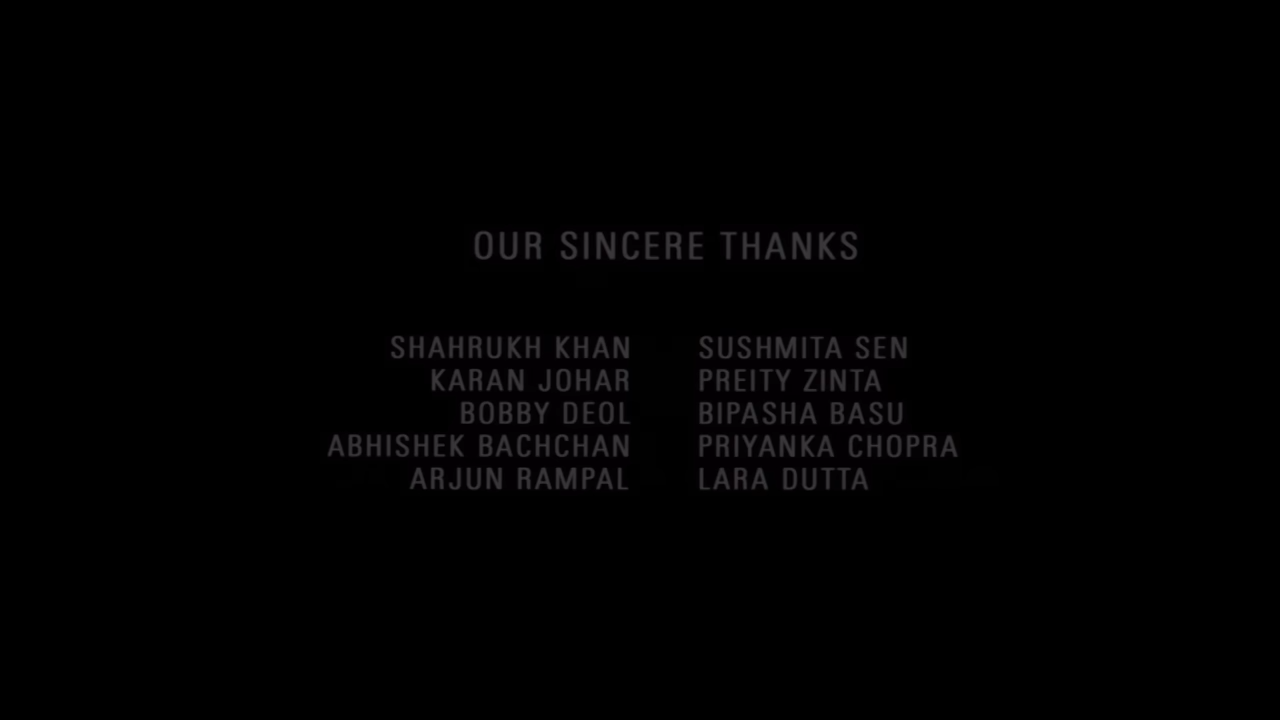 OUR SINCERE THANKS
SHAHRUKH KHAN SUSHMITA SEN
KARAN JOHAR PREITY ZINTA
BOBBY DEOL BIPASHA BASU
ABHISHEK BACHCHAN PRIYANKA CHOPRA
ARJUN RAMPAL LARA DUTTA